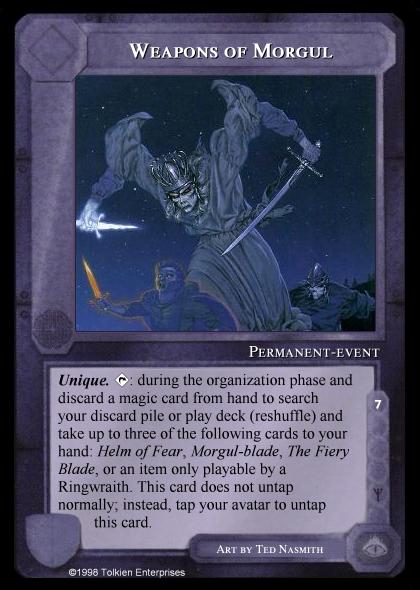 Weapons of Morgul
Permanent-event
Unique. : during the organization phase and
discard a magic card from hand to search
your discard pile or play deck (reshuffle) and
take up to three of the following cards to your
hand: Helm of Fear, Morgul-blade, The Fiery
Blade, or an item only playable by a
Ringwraith. This card does not untap
normally; instead, tap your avatar to untap
this card.
7
Art by Ted Nasmith
©1998 Tolkien Enterprises